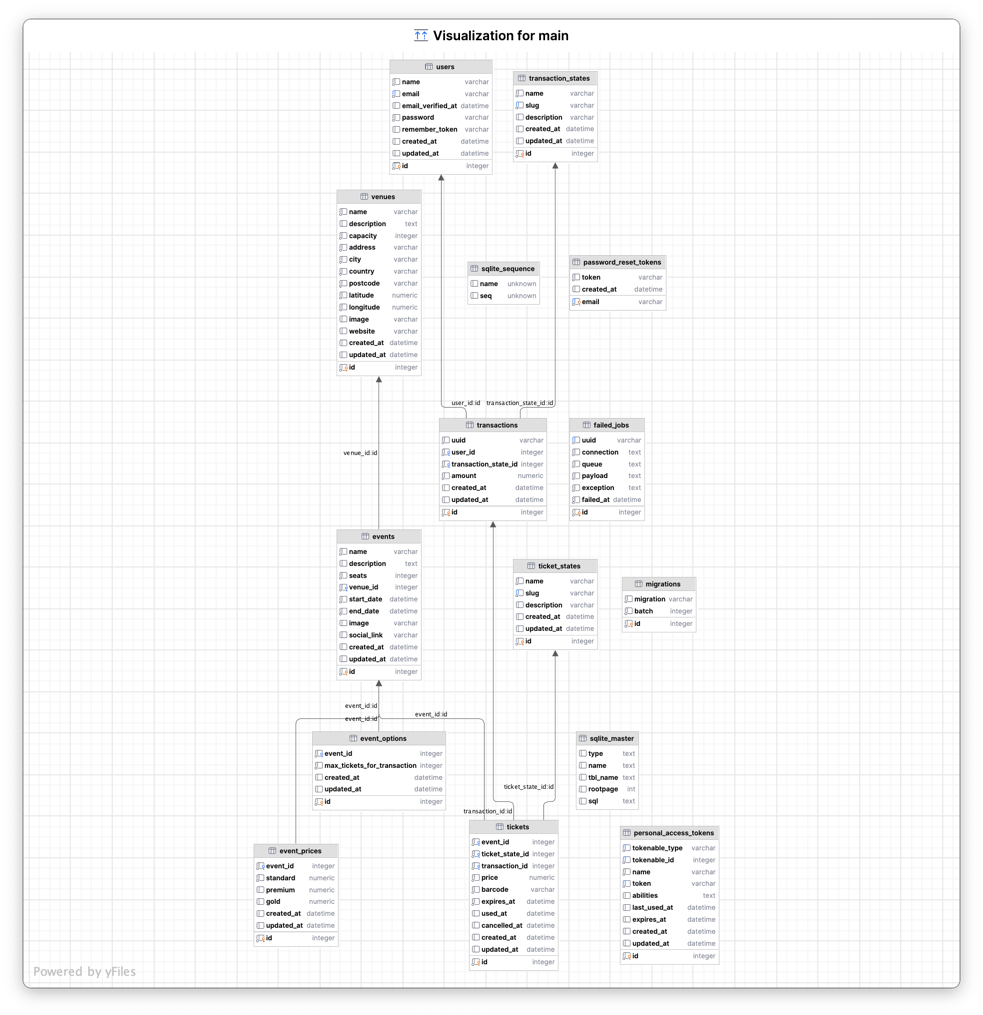 Visualization for main
users
name varchar
email varchar
email_verified_at datetime
password varchar
remember_token varchar
created_at datetime
updated_at datetime
id integer
transaction_states
name varchar
slug varchar
description varchar
created_at datetime
updated_at datetime
id integer
venues
name varchar
description text
capacity integer
address varchar
city varchar
country varchar
postcode varchar
latitude numeric
longitude numeric
image varchar
website varchar
created_at datetime
updated_at datetime
id integer
sqlite_sequence
name unknown
seq unknown
password_reset_tokens
token varchar
created_at datetime
email varchar
user_id:id
transaction_state_id:id
transactions
uuid varchar
user_id integer
transaction_state_id integer
amount numeric
created_at datetime
updated_at datetime
id integer
failed_jobs
uuid varchar
connection text
queue text
payload text
exception text
failed_at datetime
id integer
venue_id:id
events
name varchar
description text
seats integer
venue_id integer
start_date datetime
end_date datetime
image varchar
social_link varchar
created_at datetime
updated_at datetime
id integer
ticket_states
name varchar
slug varchar
description varchar
created_at datetime
updated_at datetime
id integer
migrations
migration varchar
batch integer
id integer
event_id:id
event_id:id
event_id:id
event_options
event_id integer
max_tickets_for_transaction integer
created_at datetime
updated_at datetime
id integer
sqlite_master
type text
name text
tbl_name text
rootpage int
sql text
ticket_state_id:id
transaction_id:id
tickets
event_id integer
ticket_state_id integer
transaction_id integer
price numeric
barcode varchar
expires_at datetime
used_at datetime
cancelled_at datetime
created_at datetime
updated_at datetime
id integer
personal_access_tokens
tokenable_type varchar
tokenable_id integer
name varchar
token varchar
abilities text
last_used_at datetime
expires_at datetime
created_at datetime
updated_at datetime
id integer
event_prices
event_id integer
standard numeric
premium numeric
gold numeric
created_at datetime
updated_at datetime
id integer
Powered by yFiles